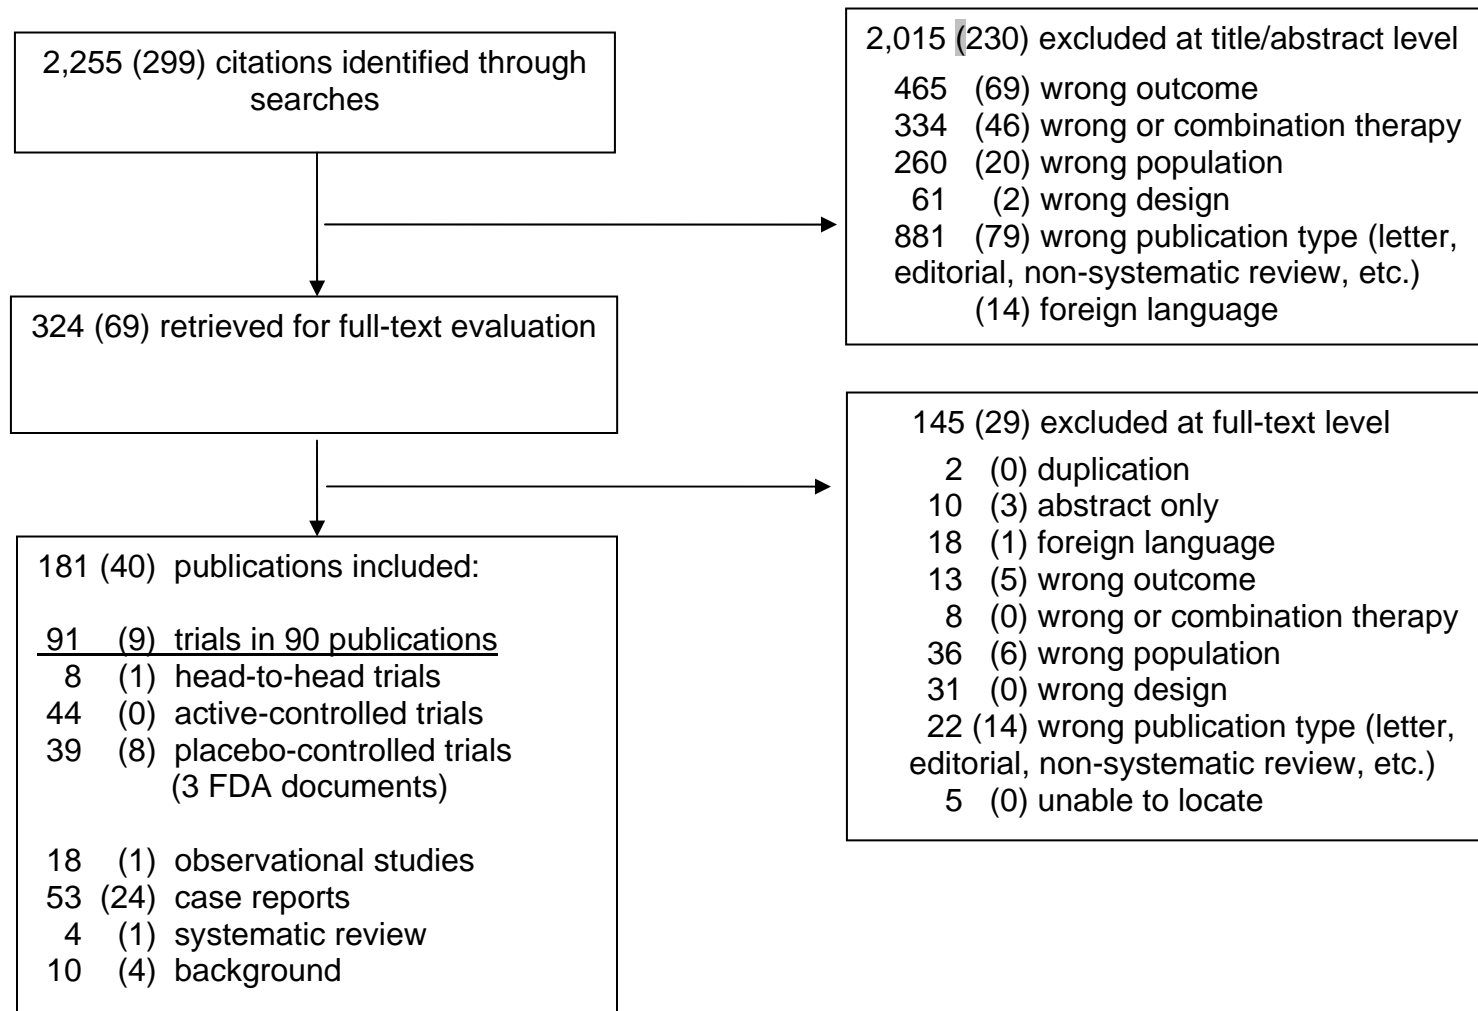 2,255 (299) citations identified through
searches
2,015 (230) excluded at title/abstract level
465 (69) wrong outcome
334 (46) wrong or combination therapy
260 (20) wrong population
61 (2) wrong design
881 (79) wrong publication type (letter,
editorial, non-systematic review, etc.)
(14) foreign language
324 (69) retrieved for full-text evaluation
145 (29) excluded at full-text level
2 (0) duplication
10 (3) abstract only
18 (1) foreign language
13 (5) wrong outcome
8 (0) wrong or combination therapy
36 (6) wrong population
31 (0) wrong design
22 (14) wrong publication type (letter,
editorial, non-systematic review, etc.)
5 (0) unable to locate
181 (40) publications included:
91 (9) trials in 90 publications
8 (1) head-to-head trials
44 (0) active-controlled trials
39 (8) placebo-controlled trials
(3 FDA documents)
18 (1) observational studies
53 (24) case reports
4 (1) systematic review
10 (4) background